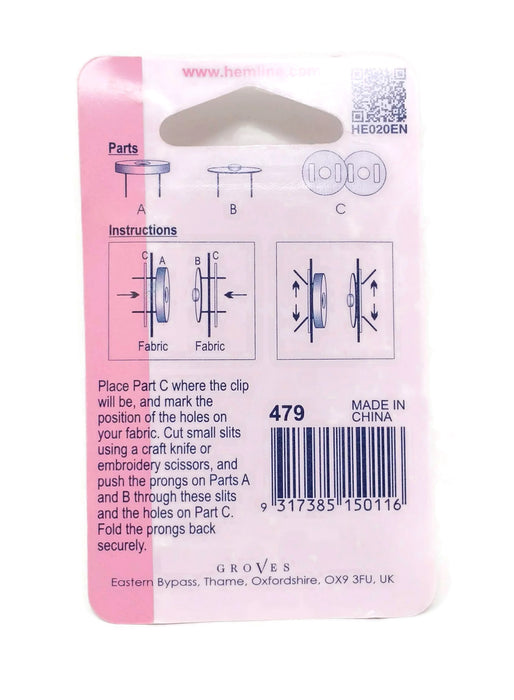 www.hemline.com
HE020EN
Parts
A B C
Instructions
C A B C
Fabric Fabric
Place Part C where the clip
will be, and mark the
position of the holes on
your fabric. Cut small slits
using a craft knife or
embroidery scissors, and
push the prongs on Parts A
and B through these slits
and the holes on Part C.
Fold the prongs back
securely.
479 MADE IN
CHINA
9 317385 150116
GROVES
Eastern Bypass, Thame, Oxfordshire, OX9 3FU, UK